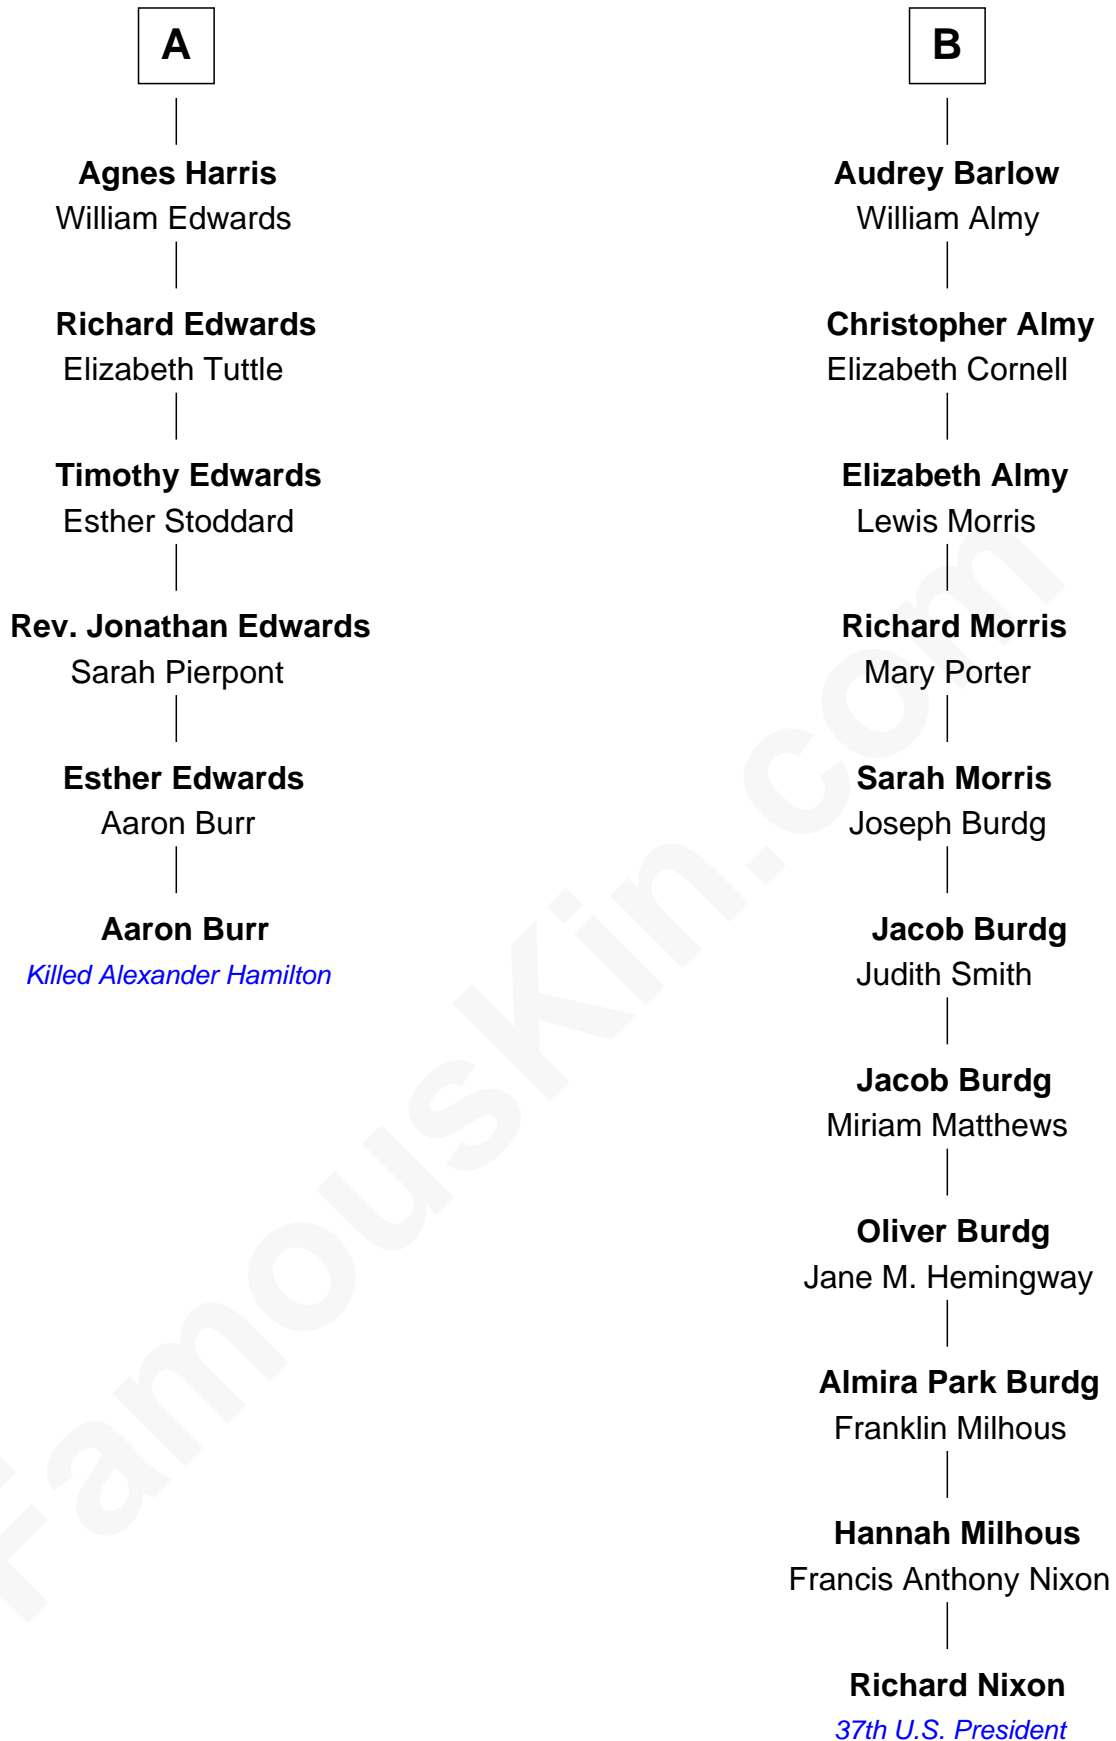 A
Agnes Harris
William Edwards
Richard Edwards
Elizabeth Tuttle
Timothy Edwards
Esther Stoddard
Rev. Jonathan Edwards
Sarah Pierpont
Esther Edwards
Aaron Burr
Aaron Burr
Killed Alexander Hamilton
B
Audrey Barlow
William Almy
Christopher Almy
Elizabeth Cornell
Elizabeth Almy
Lewis Morris
Richard Morris
Mary Porter
Sarah Morris
Joseph Burdg
Jacob Burdg
Judith Smith
Jacob Burdg
Miriam Matthews
Oliver Burdg
Jane M. Hemingway
Almira Park Burdg
Franklin Milhous
Hannah Milhous
Francis Anthony Nixon
Richard Nixon
37th U.S. President
FamousKin.com